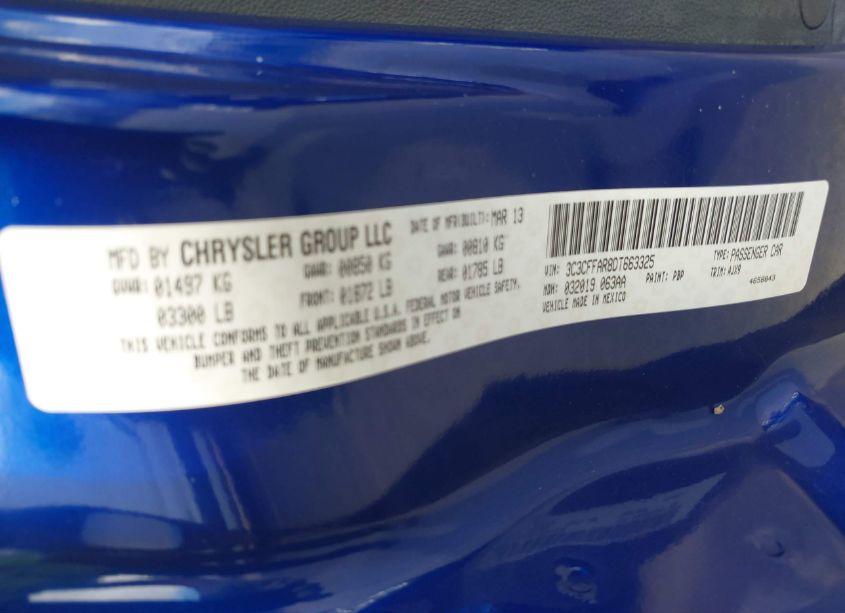 MFD BY CHRYSLER GROUP LLC
DATE OF MFR(BUILT): MAR 13
GVWR: 01497 KG
GAWR: 00850 KG
GAWR: 00810 KG
03300 LB
FRONT: 01872 LB
REAR: 01785 LB
THIS VEHICLE CONFORMS TO ALL APPLICABLE U.S.A. FEDERAL MOTOR VEHICLE SAFETY,
BUMPER AND THEFT PREVENTION STANDARDS IN EFFECT ON
THE DATE OF MANUFACTURE SHOWN ABOVE.
VIN: 3C3CFFAR8DT663325
TYPE: PASSENGER CAR
MDH: 032019 063AA
PAINT: PBP
TRIM: AJX9
VEHICLE MADE IN MEXICO
4656843